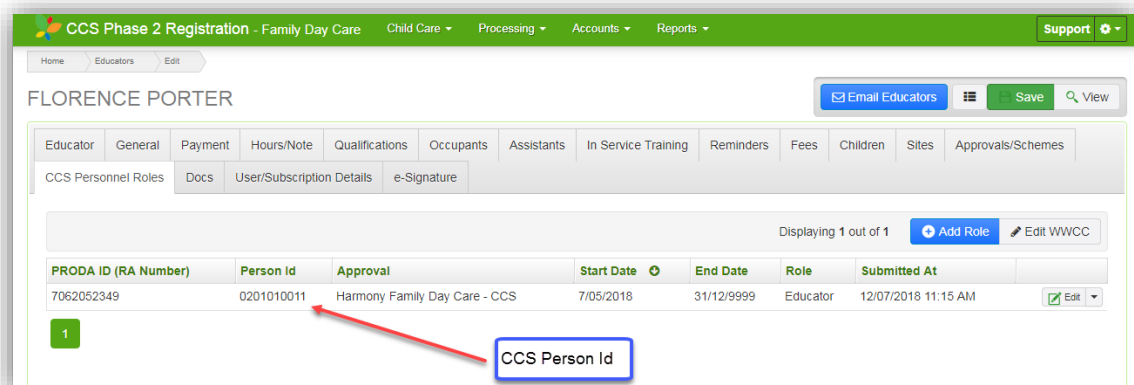 CCS Phase 2 Registration - Family Day Care Child Care Processing Accounts Reports Support
Home Educators Edit
FLORENCE PORTER
Email Educators Save View
Educator General Payment Hours/Note Qualifications Occupants Assistants In Service Training Reminders Fees Children Sites Approvals/Schemes
CCS Personnel Roles Docs User/Subscription Details e-Signature
Displaying 1 out of 1 Add Role Edit WWCC
PRODA ID (RA Number) Person Id Approval Start Date End Date Role Submitted At
7062052349 0201010011 Harmony Family Day Care - CCS 7/05/2018 31/12/9999 Educator 12/07/2018 11:15 AM Edit
1
CCS Person Id